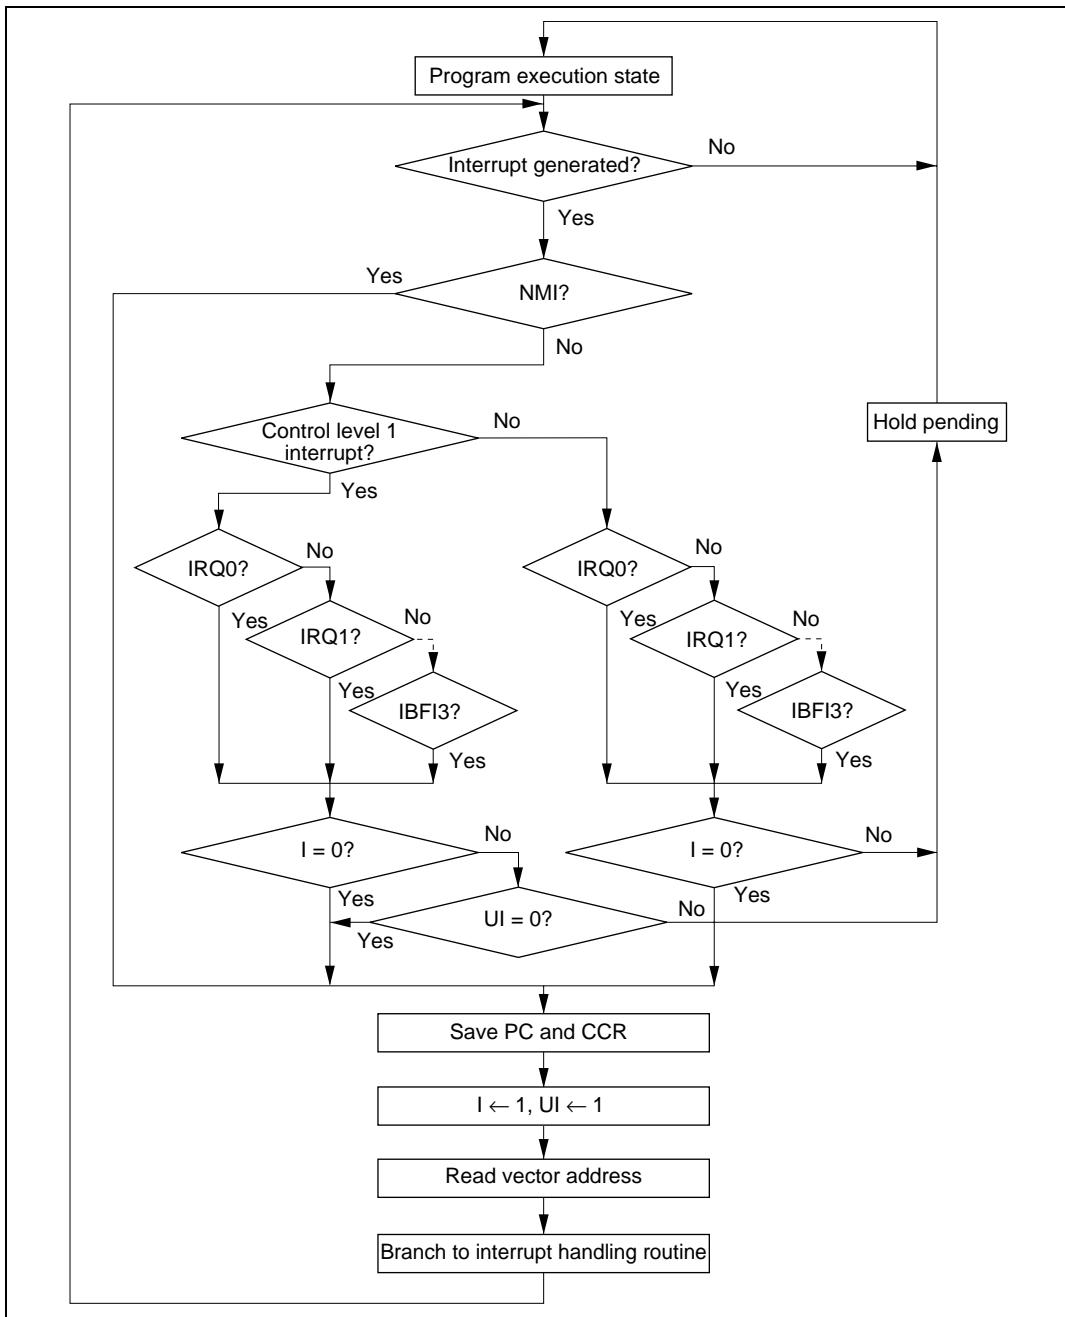 Program execution state
Interrupt generated?
No
Yes
Yes
NMI?
No
Control level 1
interrupt?
No
Hold pending
Yes
IRQ0?
No
IRQ0?
No
Yes
IRQ1?
No
Yes
IRQ1?
No
Yes
IBFI3?
Yes
IBFI3?
Yes
Yes
I = 0?
No
I = 0?
No
Yes
Yes
UI = 0?
No
Yes
Save PC and CCR
I ← 1, UI ← 1
Read vector address
Branch to interrupt handling routine